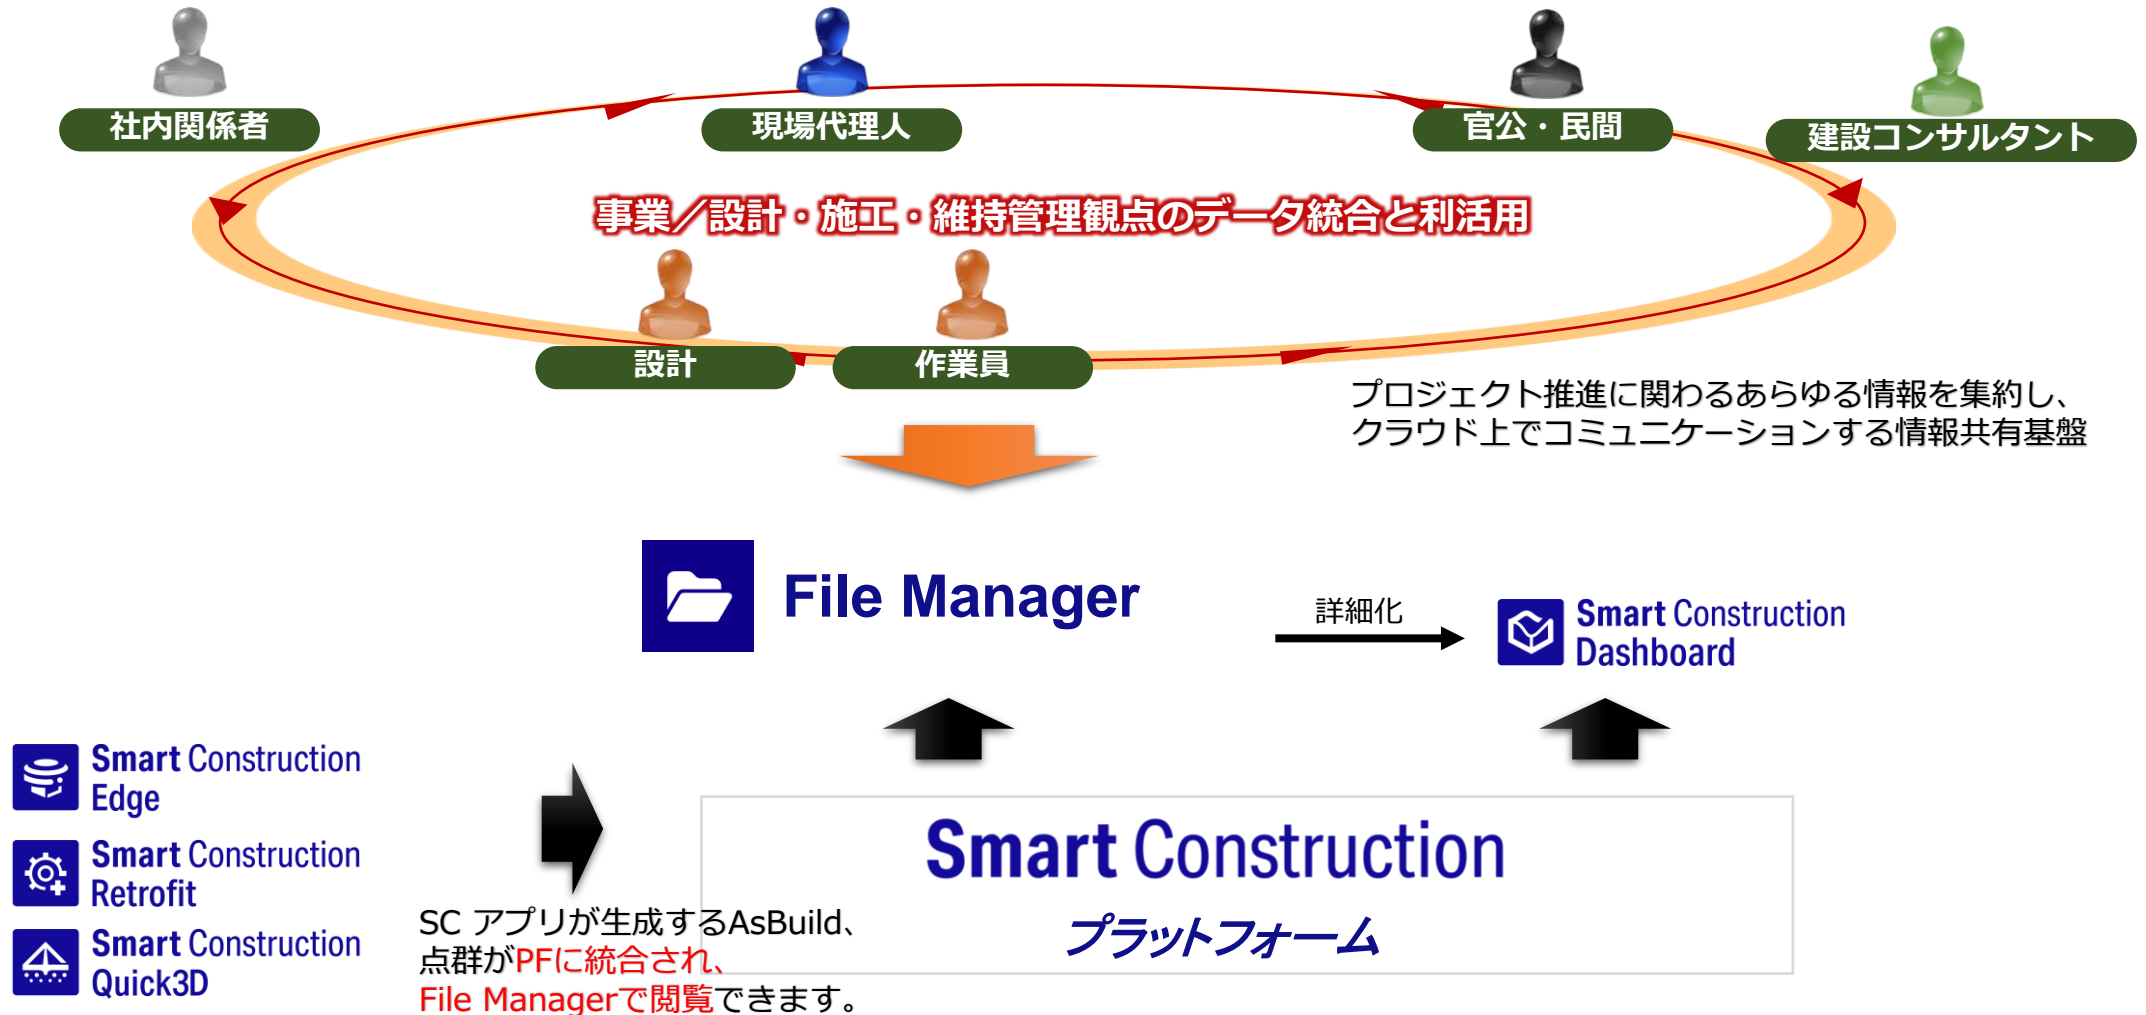 社内関係者
現場代理人
官公・民間
建設コンサルタント
事業／設計・施工・維持管理観点のデータ統合と利活用
設計
作業員
プロジェクト推進に関わるあらゆる情報を集約し、
クラウド上でコミュニケーションする情報共有基盤
File Manager
詳細化
Smart Construction
Dashboard
Smart Construction
Edge
Smart Construction
Retrofit
Smart Construction
Quick3D
SC アプリが生成するAsBuild、
点群がPFに統合され、
File Managerで閲覧できます。
Smart Construction
プラットフォーム